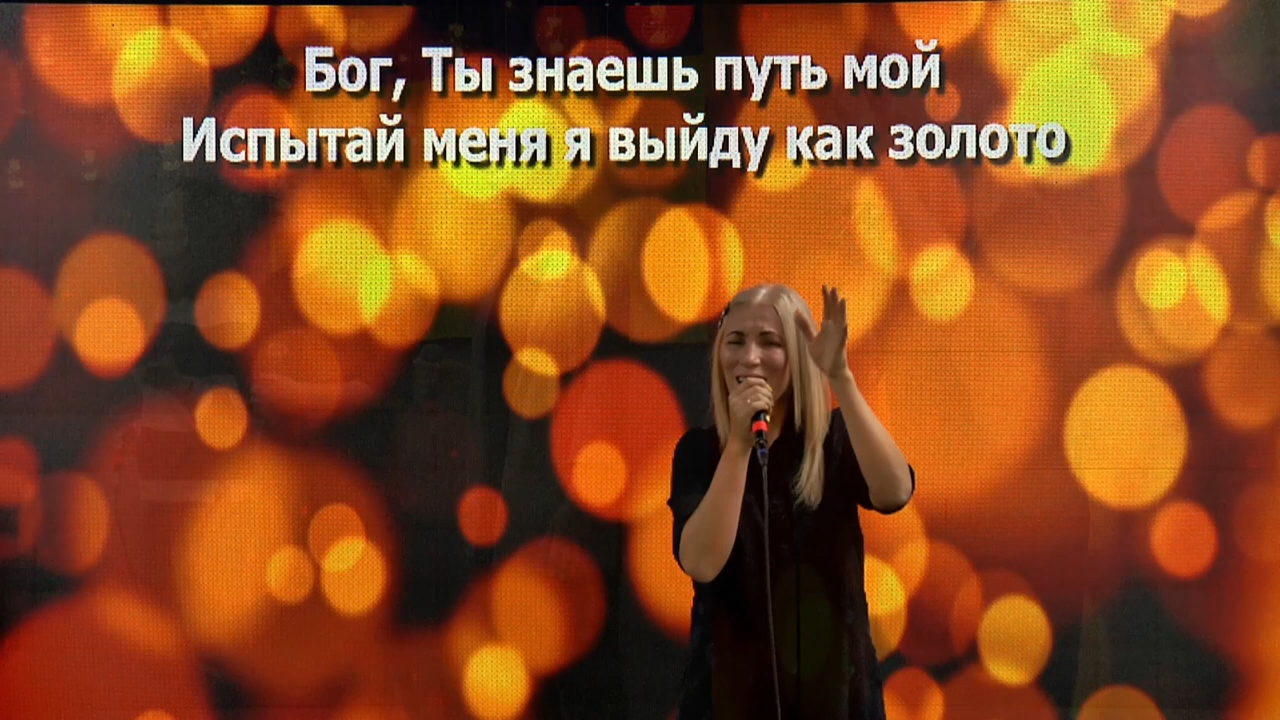 Бог, Ты знаешь путь мой
Испытай меня я выйду как золото